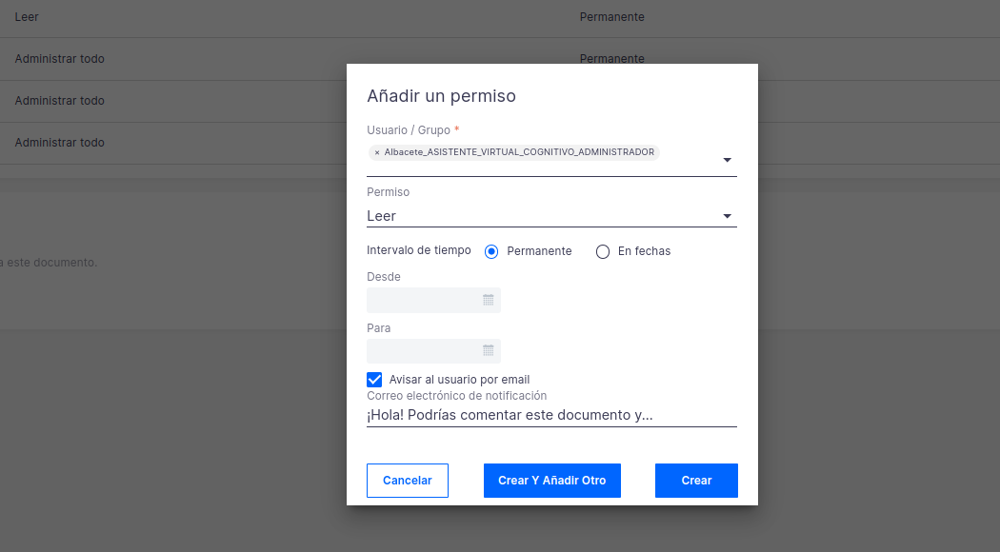 Leer Permanente
Administrar todo Permanente
Administrar todo
Administrar todo
a este documento.
Añadir un permiso
Usuario / Grupo *
× Albacete_ASISTENTE_VIRTUAL_COGNITIVO_ADMINISTRADOR
Permiso
Leer
Intervalo de tiempo Permanente En fechas
Desde
Para
Avisar al usuario por email
Correo electrónico de notificación
¡Hola! Podrías comentar este documento y...
Cancelar Crear Y Añadir Otro Crear